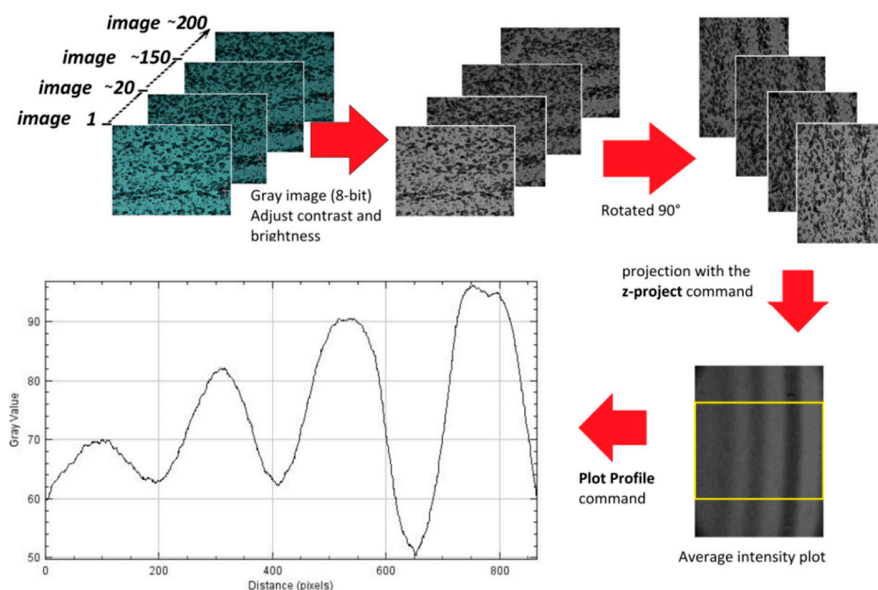 image ~200
image ~150
image ~20
image 1
Gray image (8-bit)
Adjust contrast and
brightness
Rotated 90°
projection with the
z-project command
90
80
70
60
50
Gray Value
0
200
400
600
800
Distance (pixels)
Plot Profile
command
Average intensity plot